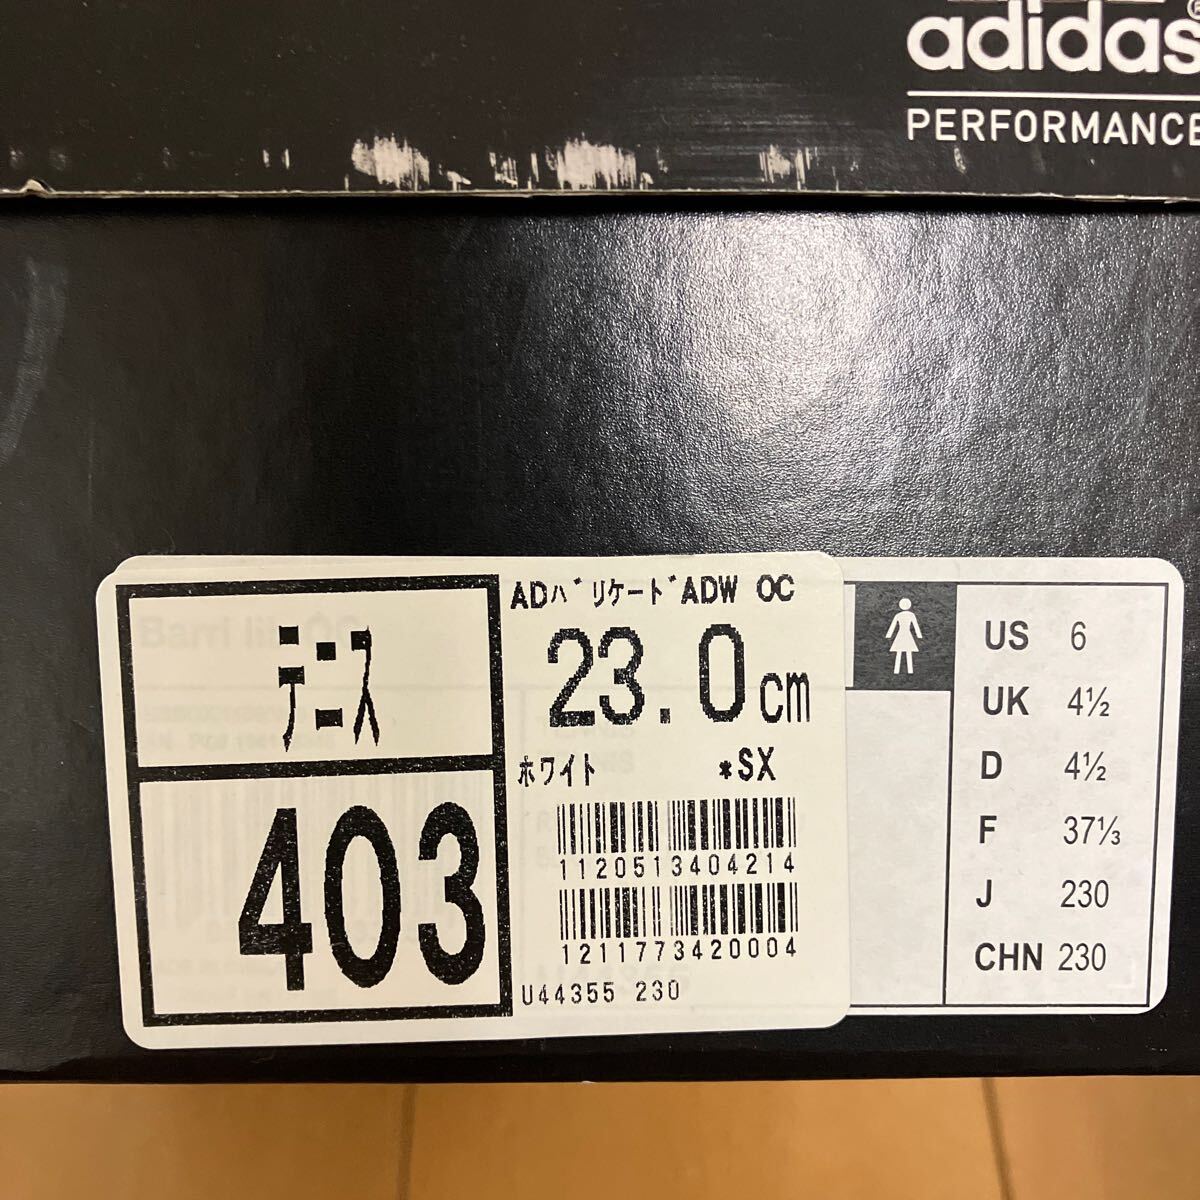 adidas
PERFORMANCE
テニス
403
ADバリケードADW OC
23.0cm
ホワイト *SX
1120513404214
1211773420004
U44355 230
US 6
UK 4½
D 4½
F 37⅓
J 230
CHN 230